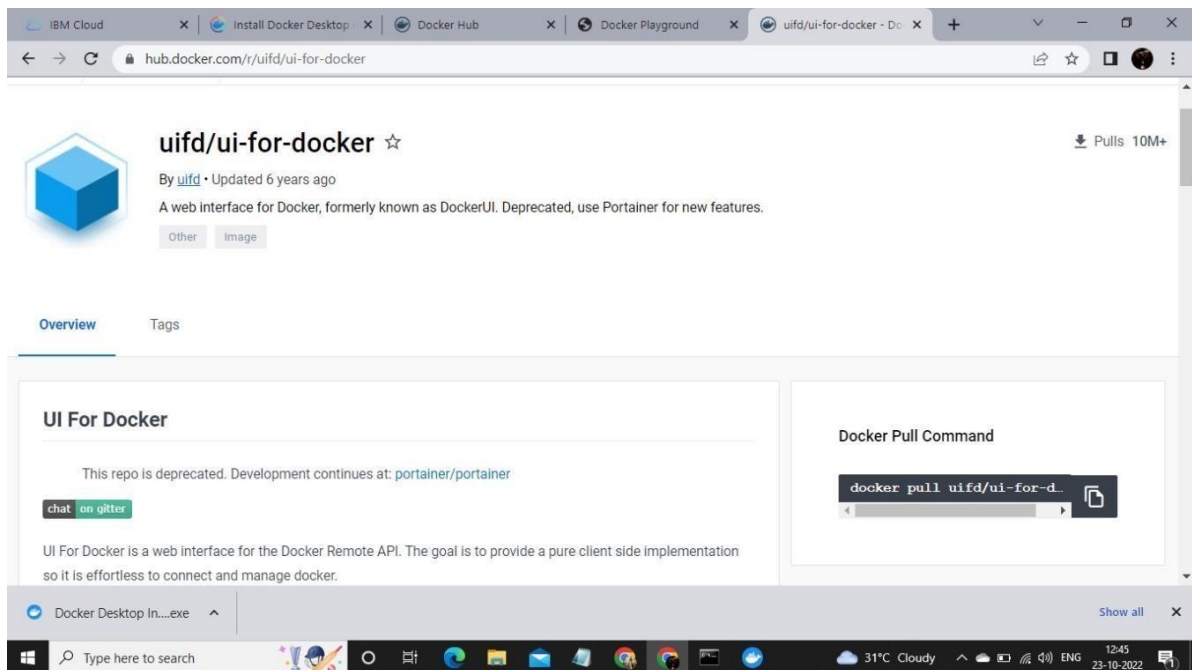 IBM Cloud
Install Docker Desktop
Docker Hub
Docker Playground
uifd/ui-for-docker - Do
hub.docker.com/r/uifd/ui-for-docker
uifd/ui-for-docker
Pulls 10M+
By uifd • Updated 6 years ago
A web interface for Docker, formerly known as DockerUI. Deprecated, use Portainer for new features.
Other Image
Overview Tags
UI For Docker
This repo is deprecated. Development continues at: portainer/portainer
chat on gitter
UI For Docker is a web interface for the Docker Remote API. The goal is to provide a pure client side implementation
so it is effortless to connect and manage docker.
Docker Pull Command
docker pull uifd/ui-for-d...
Docker Desktop In....exe
Show all
Type here to search
31°C Cloudy
ENG
12:45
23-10-2022